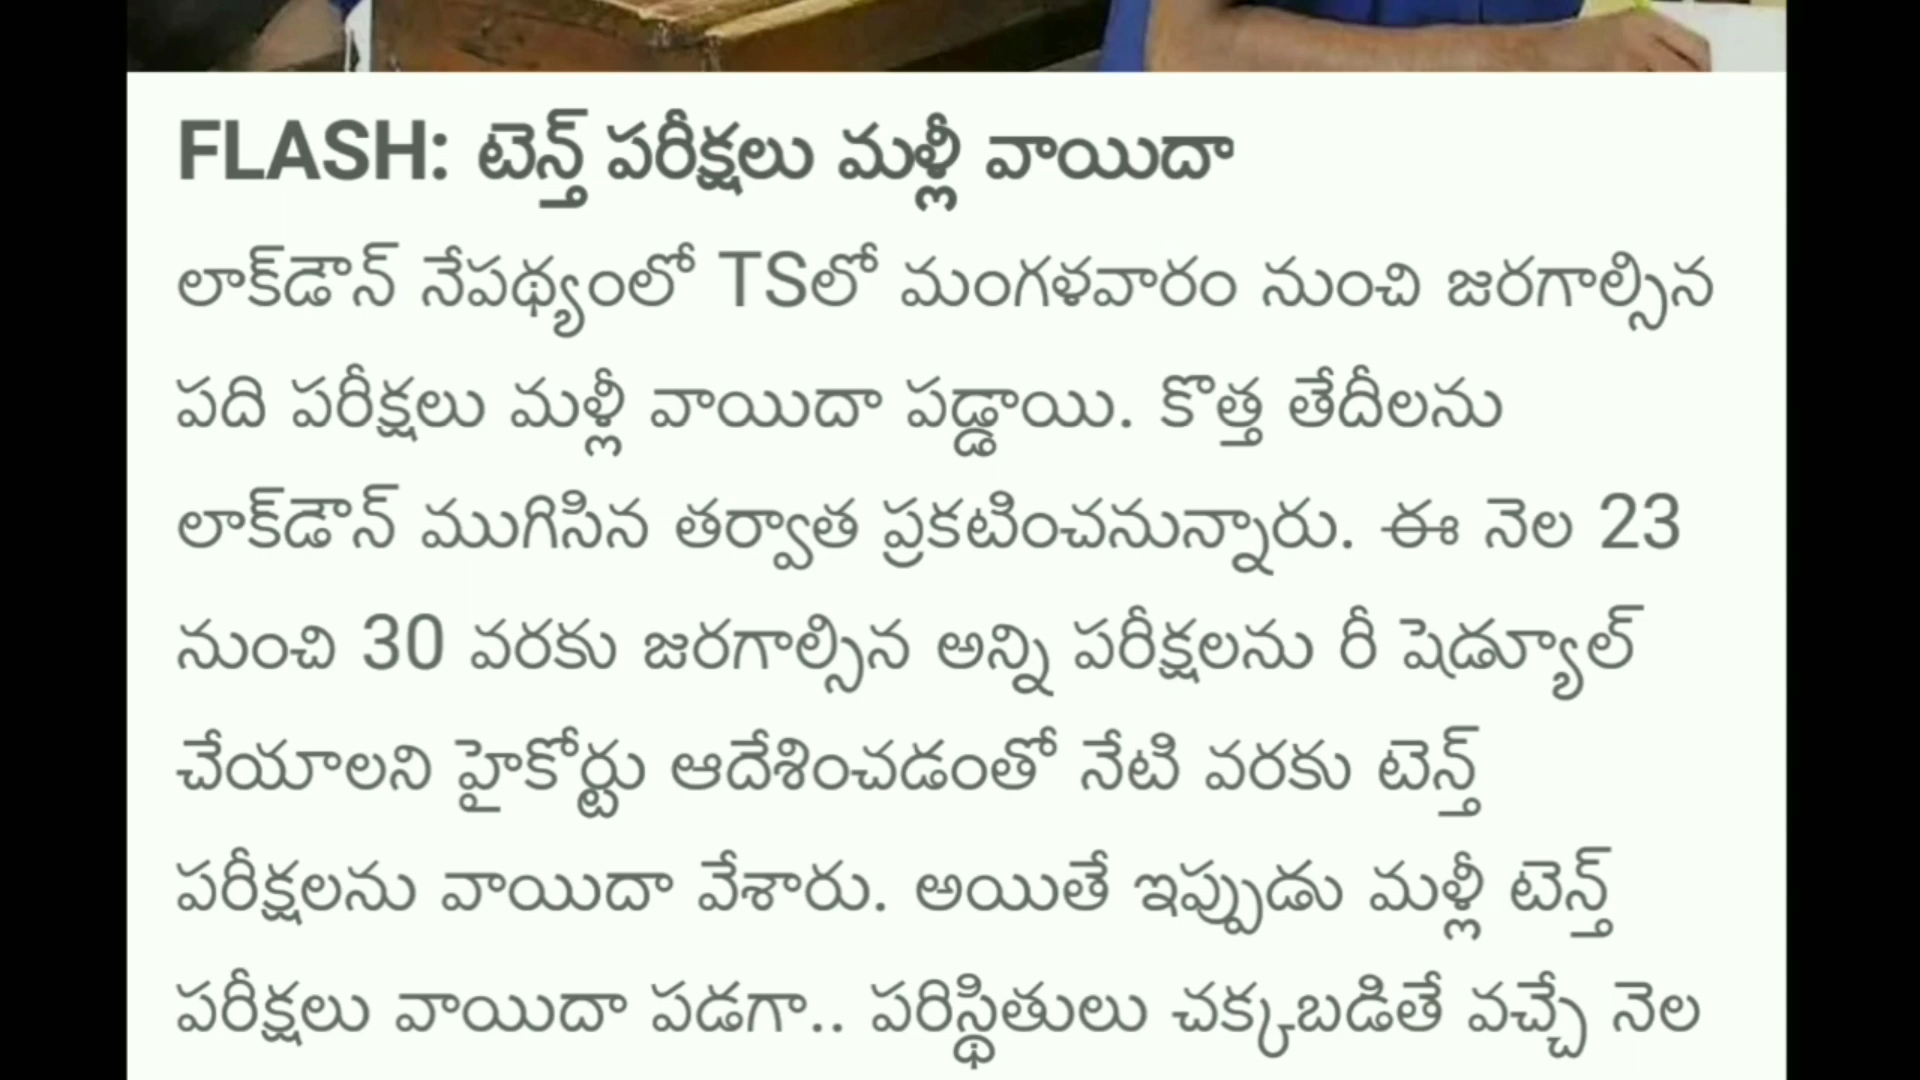 FLASH: టెన్త్ పరీక్షలు మళ్లీ వాయిదా
లాక్‌డౌన్ నేపథ్యంలో TSలో మంగళవారం నుంచి జరగాల్సిన
పది పరీక్షలు మళ్లీ వాయిదా పడ్డాయి. కొత్త తేదీలను
లాక్‌డౌన్ ముగిసిన తర్వాత ప్రకటించనున్నారు. ఈ నెల 23
నుంచి 30 వరకు జరగాల్సిన అన్ని పరీక్షలను రీ షెడ్యూల్
చేయాలని హైకోర్టు ఆదేశించడంతో నేటి వరకు టెన్త్
పరీక్షలను వాయిదా వేశారు. అయితే ఇప్పుడు మళ్లీ టెన్త్
పరీక్షలు వాయిదా పడగా.. పరిస్థితులు చక్కబడితే వచ్చే నెల